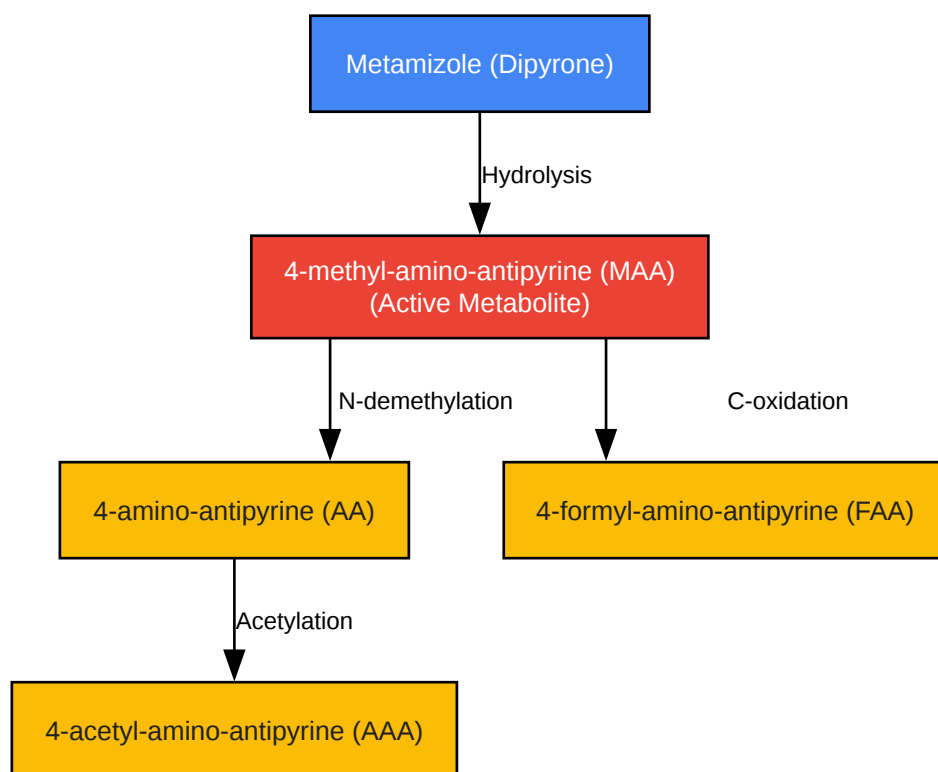 Metamizole (Dipyrone)
Hydrolysis
4-methyl-amino-antipyrine (MAA)
(Active Metabolite)
N-demethylation
C-oxidation
4-amino-antipyrine (AA)
4-formyl-amino-antipyrine (FAA)
Acetylation
4-acetyl-amino-antipyrine (AAA)